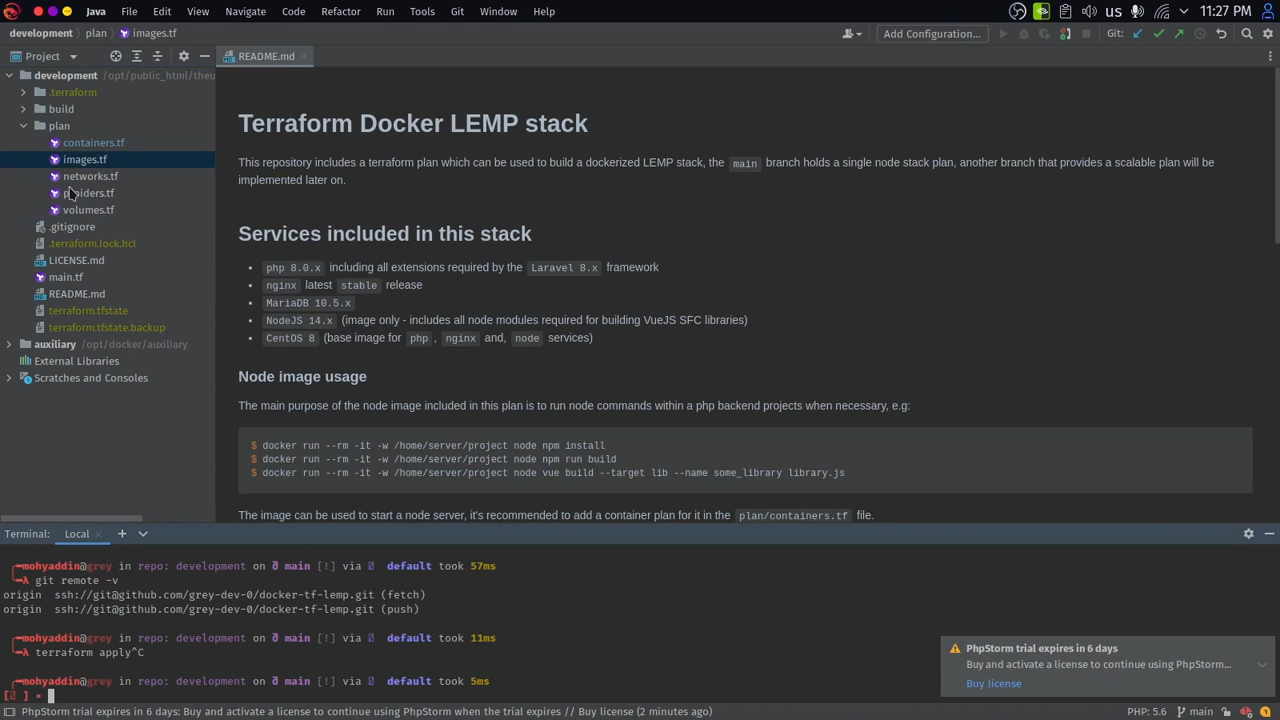 Java File Edit View Navigate Code Refactor Run Tools Git Window Help us 11:27 PM
development plan images.tf Add Configuration... Git:
Project README.md
development /opt/public_html/theu
.terraform
build
plan
containers.tf
images.tf
networks.tf
providers.tf
volumes.tf
.gitignore
.terraform.lock.hcl
LICENSE.md
main.tf
README.md
terraform.tfstate
terraform.tfstate.backup
auxiliary /opt/docker/auxiliary
External Libraries
Scratches and Consoles
Terraform Docker LEMP stack
This repository includes a terraform plan which can be used to build a dockerized LEMP stack, the main branch holds a single node stack plan, another branch that provides a scalable plan will be
implemented later on.
Services included in this stack
• php 8.0.x including all extensions required by the Laravel 8.x framework
• nginx latest stable release
• MariaDB 10.5.x
• NodeJS 14.x (image only - includes all node modules required for building VueJS SFC libraries)
• CentOS 8 (base image for php , nginx and, node services)
Node image usage
The main purpose of the node image included in this plan is to run node commands within a php backend projects when necessary, e.g:
$ docker run --rm -it -w /home/server/project node npm install
$ docker run --rm -it -w /home/server/project node npm run build
$ docker run --rm -it -w /home/server/project node vue build --target lib --name some_library library.js
The image can be used to start a node server, it's recommended to add a container plan for it in the plan/containers.tf file.
Terminal: Local
mohyaddin@grey in repo: development on main [!] via default took 57ms
λ git remote -v
origin ssh://git@github.com/grey-dev-0/docker-tf-lemp.git (fetch)
origin ssh://git@github.com/grey-dev-0/docker-tf-lemp.git (push)
mohyaddin@grey in repo: development on main [!] via default took 11ms
λ terraform apply^C
mohyaddin@grey in repo: development on main [!] via default took 5ms
[ ] ×
PhpStorm trial expires in 6 days
Buy and activate a license to continue using PhpStorm...
Buy license
PhpStorm trial expires in 6 days: Buy and activate a license to continue using PhpStorm when the trial expires // Buy license (2 minutes ago) PHP: 5.6 main